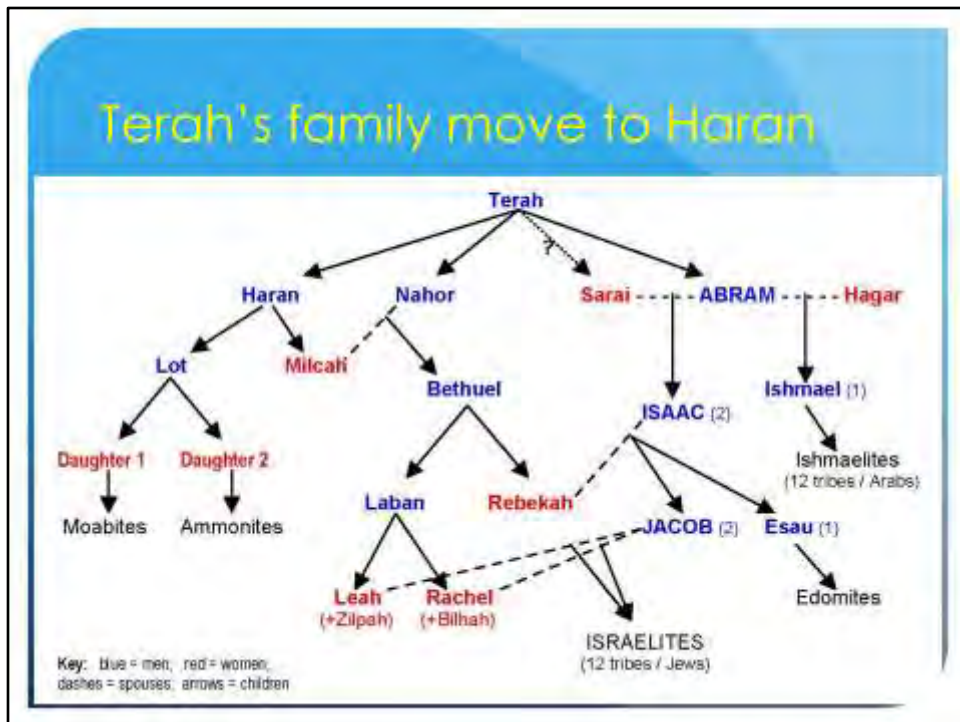 Terah's family move to Haran
Terah
?
Haran Nahor Sarai ABRAM Hagar
Lot Milcah
Bethuel Ishmael (1)
ISAAC (2)
Daughter 1 Daughter 2 Ishmaelites
(12 tribes / Arabs)
Laban Rebekah
Moabites Ammonites JACOB (2) Esau (1)
Leah Rachel Edomites
(+Zilpah) (+Bilhah)
ISRAELITES
(12 tribes / Jews)
Key: blue = men, red = women,
dashes = spouses, arrows = children